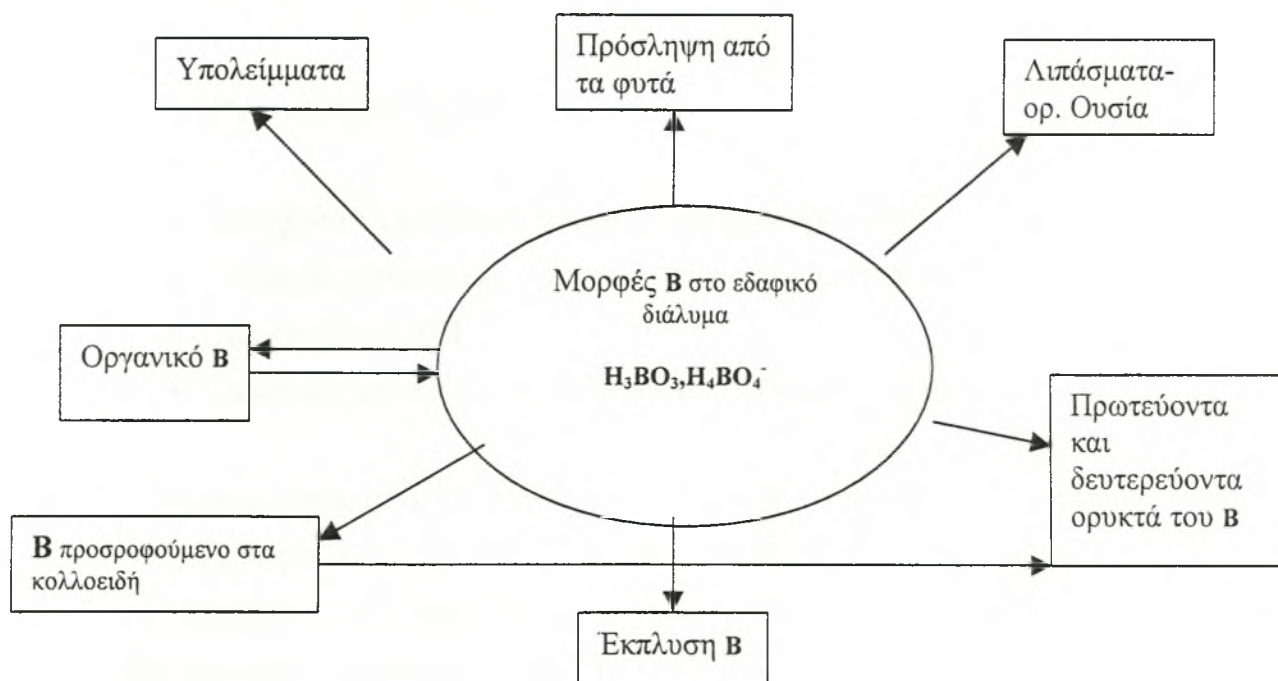 Υπολείμματα
Πρόσληψη από
τα φυτά
Λιπάσματα-
ορ. Ουσία
Μορφές Β στο εδαφικό
διάλυμα
H₃BO₃,H₄BO₄⁻
Οργανικό Β
Πρωτεύοντα
και
δευτερεύοντα
ορυκτά του Β
Β προσροφούμενο στα
κολλοειδή
Έκπλυση Β